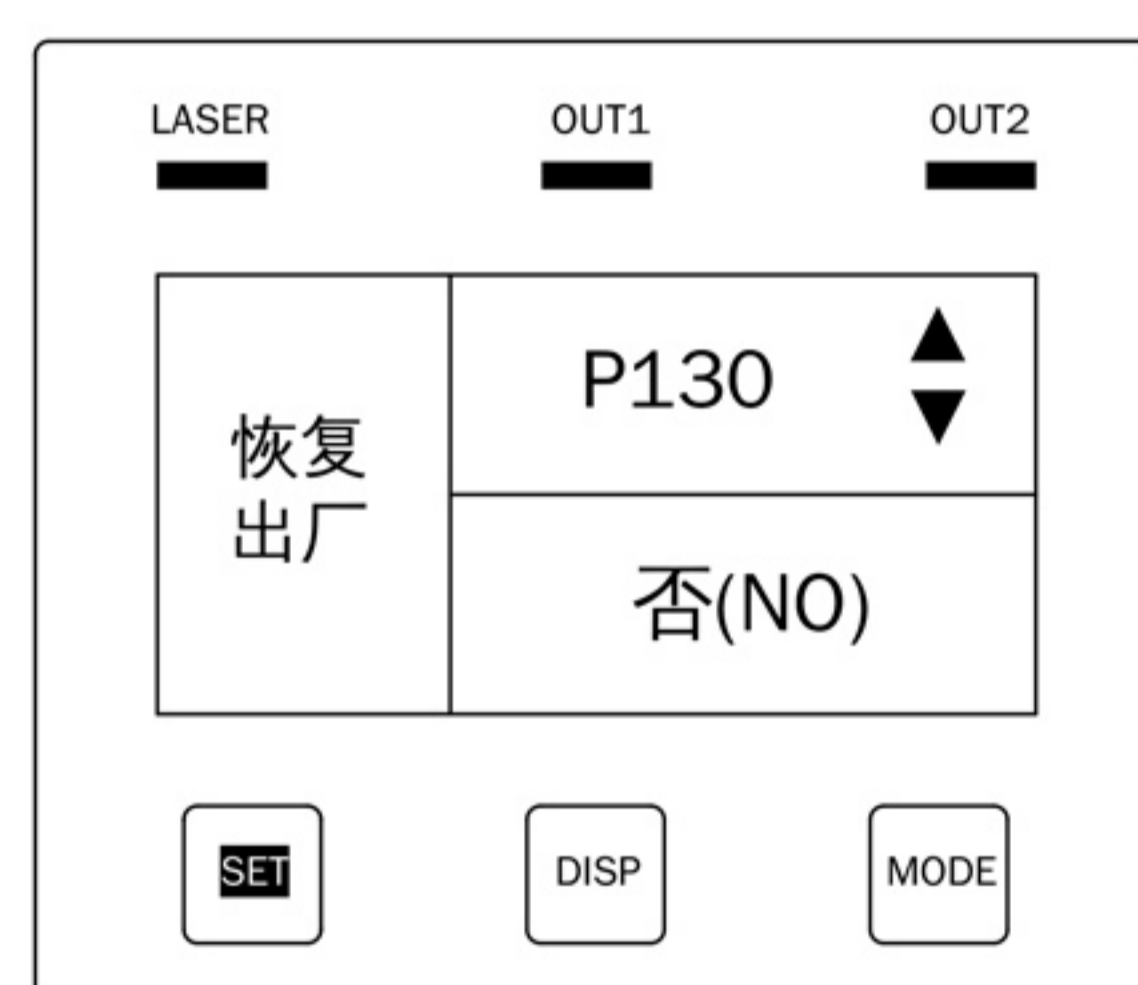 LASER OUT1 OUT2
恢复
出厂
P130
否(NO)
SET DISP MODE